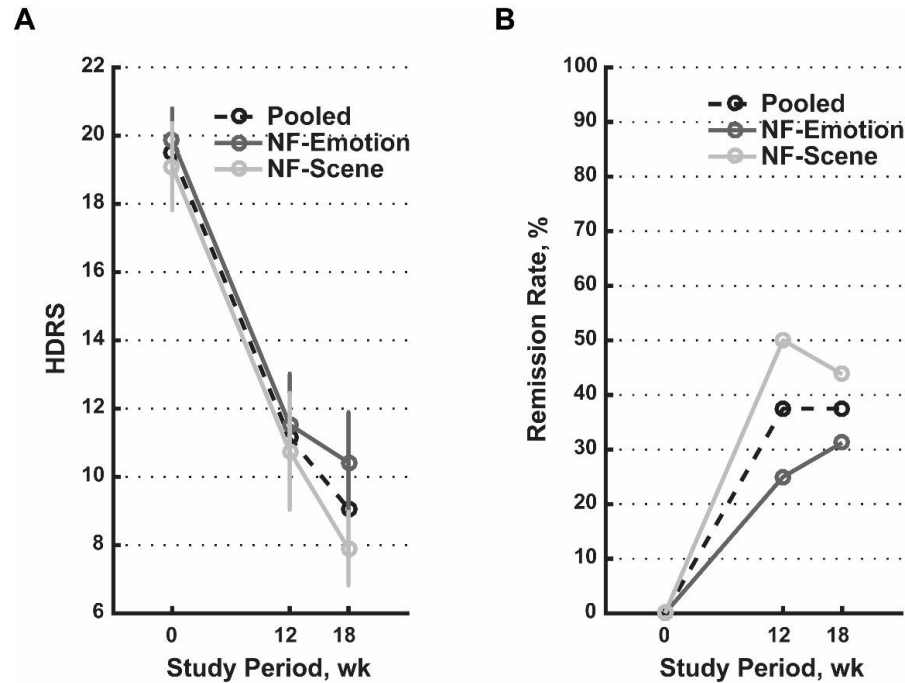 A
22
20
18
16
14
12
10
8
6
HDRS
Pooled
NF-Emotion
NF-Scene
0 12 18
Study Period, wk
B
100
90
80
70
60
50
40
30
20
10
0
Remission Rate, %
Pooled
NF-Emotion
NF-Scene
0 12 18
Study Period, wk